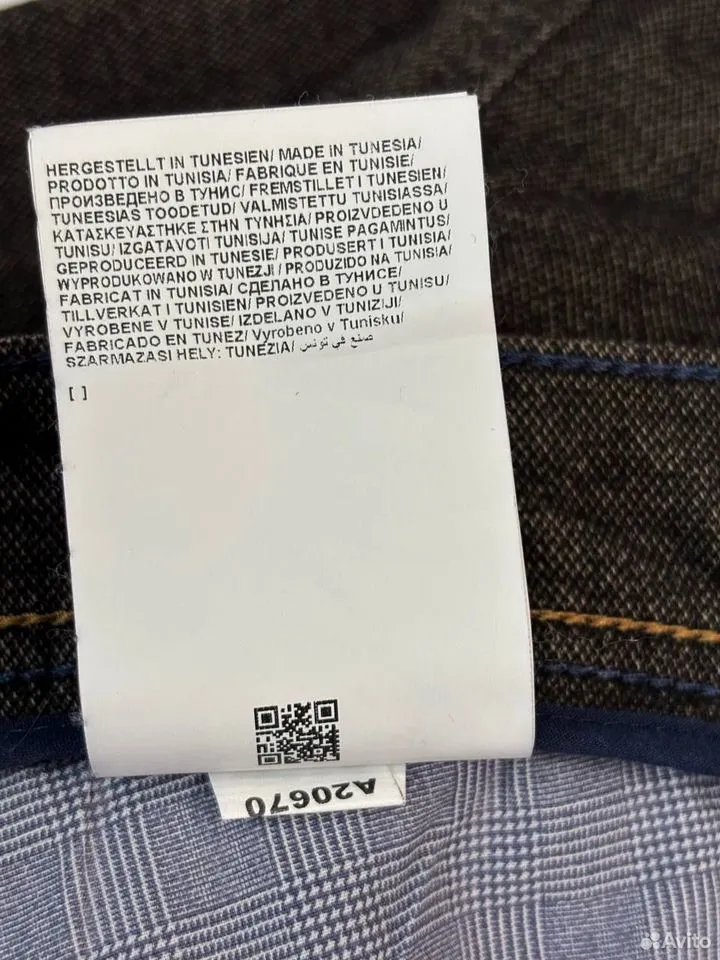 HERGESTELLT IN TUNESIEN/ MADE IN TUNESIA/
PRODOTTO IN TUNISIA/ FABRIQUE EN TUNISIE/
ПРОИЗВЕДЕНО В ТУНИС/ FREMSTILLET I TUNESIEN/
TUNEESIAS TOODETUD/ VALMISTETTU TUNISIASSA/
ΚΑΤΑΣΚΕΥΑΣΤΗΚΕ ΣΤΗΝ ΤΥΝΗΣΙΑ/ PROIZVDEDENO U
TUNISU/ IZGATAVOTI TUNISIJA/ TUNISE PAGAMINTUS/
GEPRODUCEERD IN TUNESIE/ PRODUSERT I TUNISIA/
WYPRODUKOWANO W TUNEZJI / PRODUZIDO NA TUNISIA/
FABRICAT IN TUNISIA/ СДЕЛАНО В ТУНИСЕ/
TILLVERKAT I TUNISIEN/ PROIZVEDENO U TUNISU/
VYROBENE V TUNISE/ IZDELANO V TUNIZIJI/
FABRICADO EN TUNEZ/ Vyrobeno v Tunisku/
SZARMAZASI HELY: TUNEZIA/ صنع في تونس
[ ]
A20670
Avito